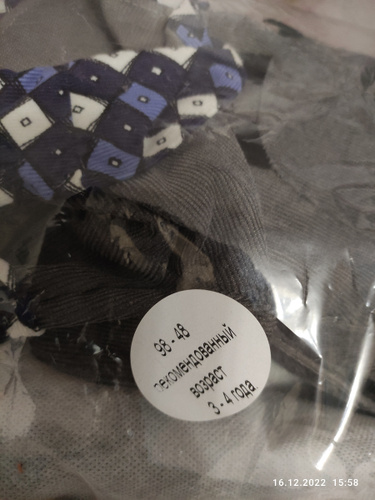 98 - 48
рекомендованный
возраст
3 - 4 года
16.12.2022 15:58